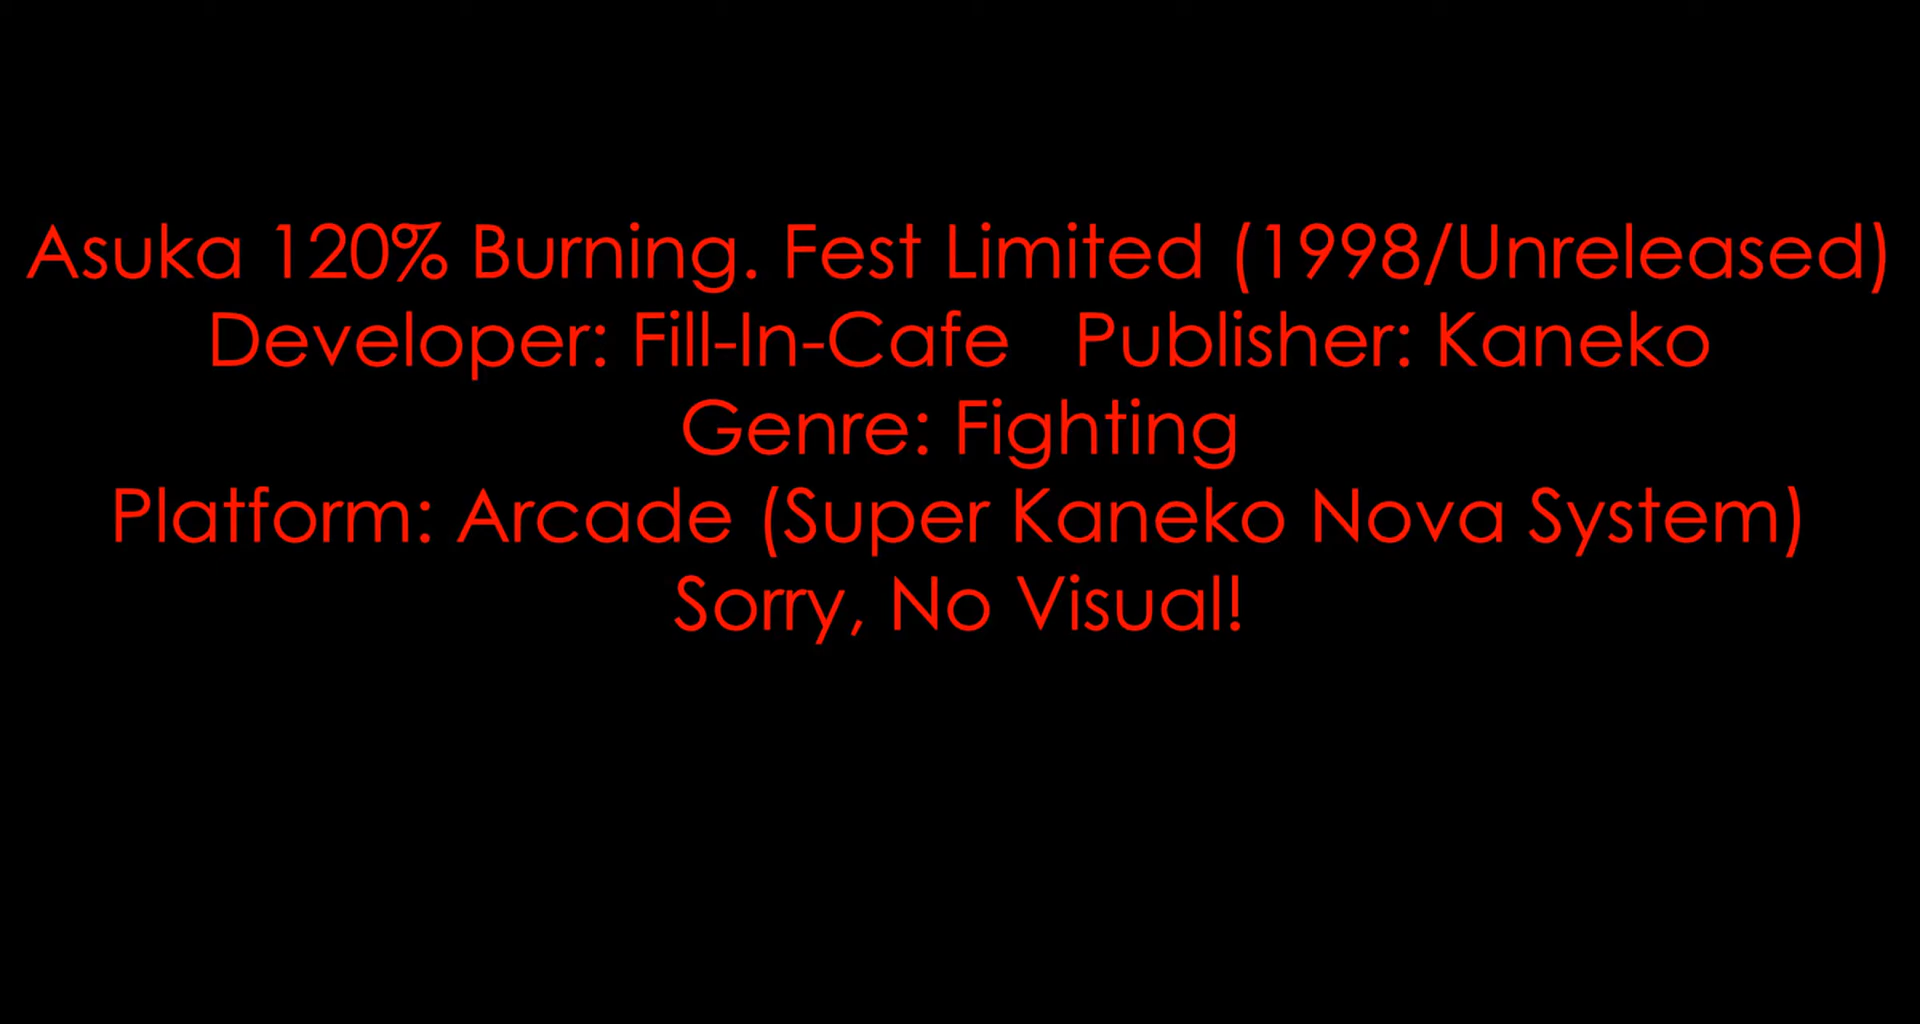 Asuka 120% Burning. Fest Limited (1998/Unreleased)
Developer: Fill-In-Cafe   Publisher: Kaneko
Genre: Fighting
Platform: Arcade (Super Kaneko Nova System)
Sorry, No Visual!